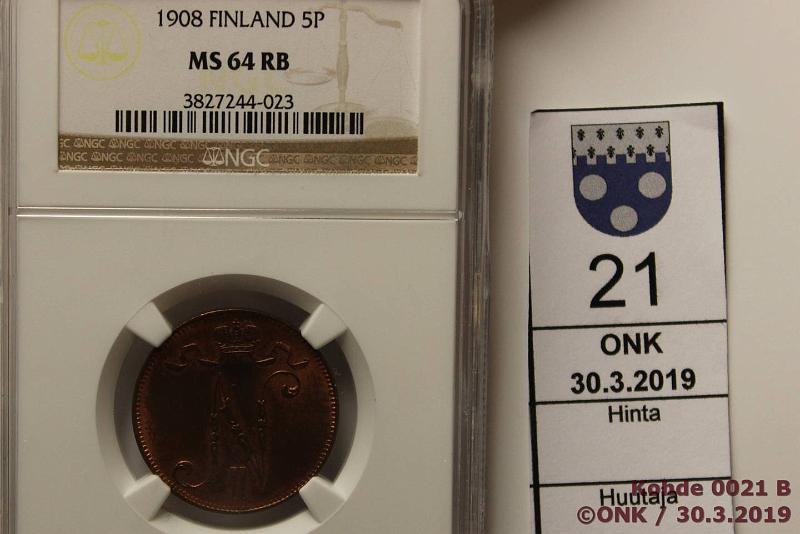 1908 FINLAND 5P
MS 64 RB
3827244-023
NGC
21
ONK
30.3.2019
Hinta
Huutaja
Kohde 0021 B
©ONK / 30.3.2019